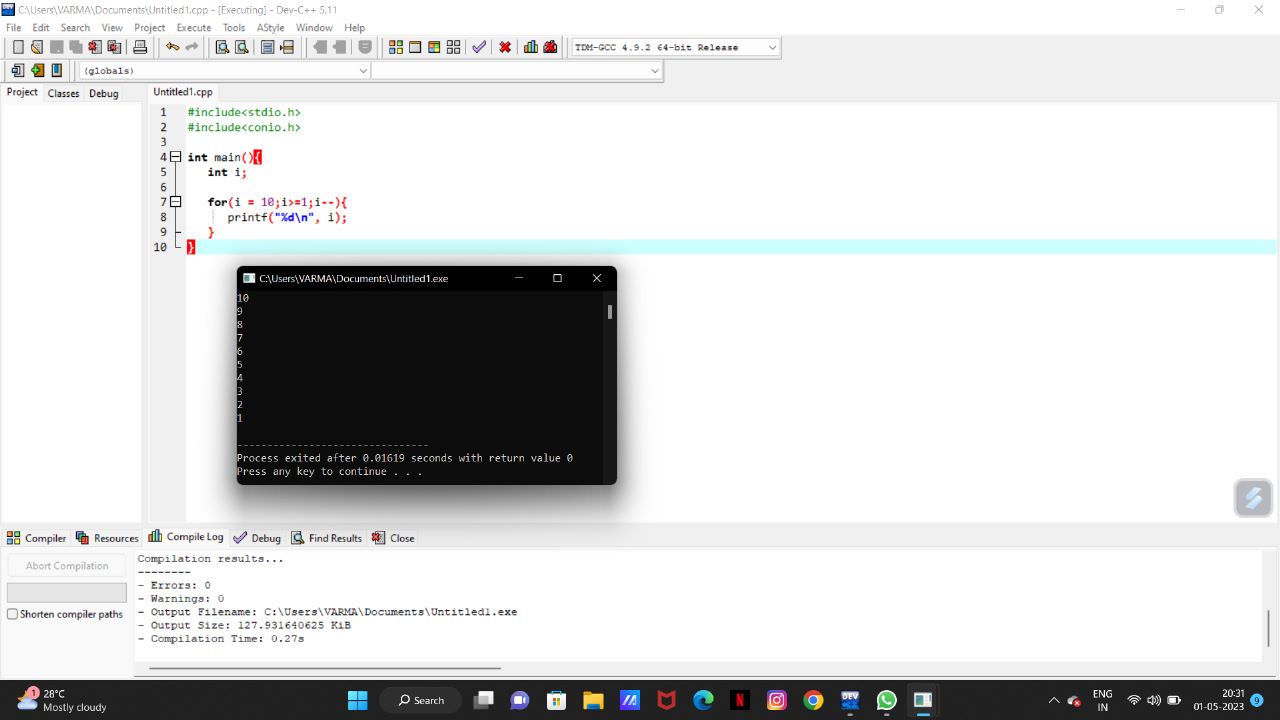 C:\Users\VARMA\Documents\Untitled1.cpp - [Executing] - Dev-C++ 5.11
File Edit Search View Project Execute Tools AStyle Window Help
TDM-GCC 4.9.2 64-bit Release
(globals)
Project Classes Debug
Untitled1.cpp
1 #include<stdio.h>
2 #include<conio.h>
3
4 int main(){
5 int i;
6
7 for(i = 10;i>=1;i--){
8 printf("%d\n", i);
9 }
10 }
C:\Users\VARMA\Documents\Untitled1.exe
10
9
8
7
6
5
4
3
2
1
--------------------------------
Process exited after 0.01619 seconds with return value 0
Press any key to continue . . .
Compiler Resources Compile Log Debug Find Results Close
Abort Compilation
Shorten compiler paths
Compilation results...
--------
- Errors: 0
- Warnings: 0
- Output Filename: C:\Users\VARMA\Documents\Untitled1.exe
- Output Size: 127.931640625 KiB
- Compilation Time: 0.27s
1
28°C
Mostly cloudy
Search
N
DEV
ENG
IN
20:31
01-05-2023
9